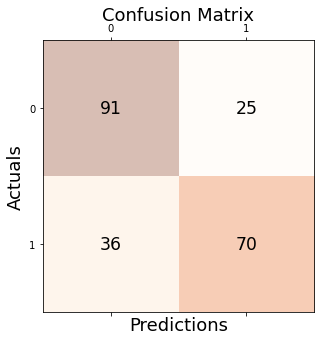 Confusion Matrix
0 1
0 91 25
Actuals
1 36 70
Predictions